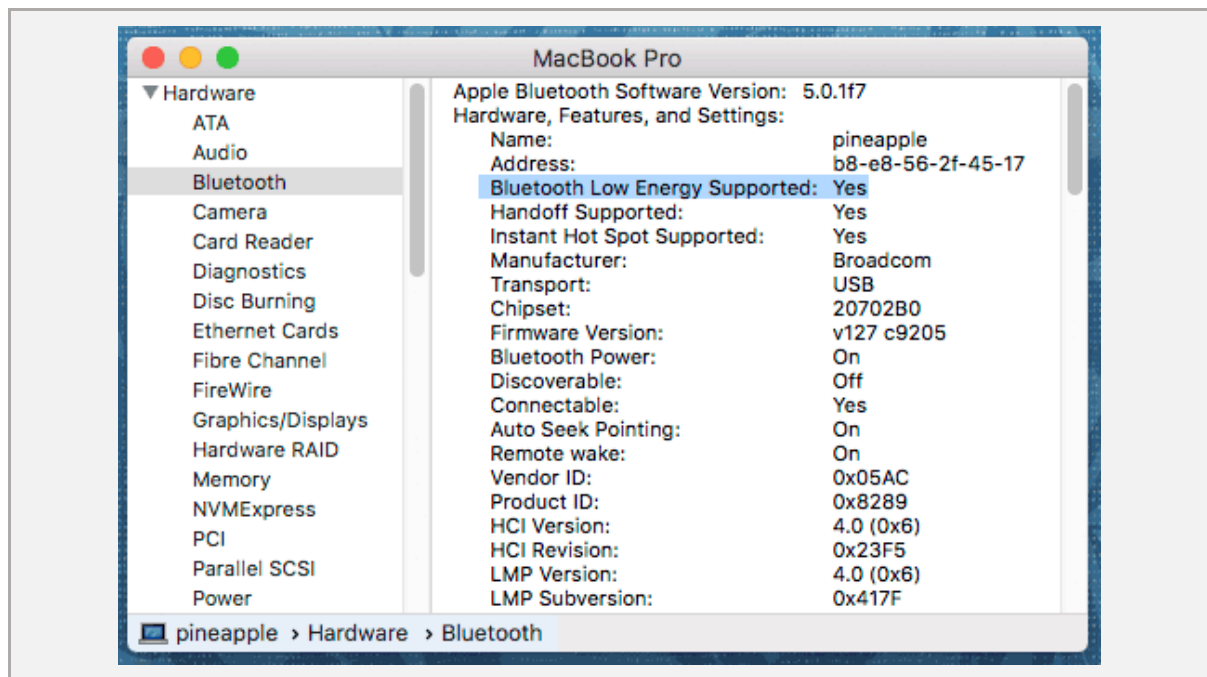 MacBook Pro
▼ Hardware
ATA
Audio
Bluetooth
Camera
Card Reader
Diagnostics
Disc Burning
Ethernet Cards
Fibre Channel
FireWire
Graphics/Displays
Hardware RAID
Memory
NVMExpress
PCI
Parallel SCSI
Power
Apple Bluetooth Software Version: 5.0.1f7
Hardware, Features, and Settings:
Name: pineapple
Address: b8-e8-56-2f-45-17
Bluetooth Low Energy Supported: Yes
Handoff Supported: Yes
Instant Hot Spot Supported: Yes
Manufacturer: Broadcom
Transport: USB
Chipset: 20702B0
Firmware Version: v127 c9205
Bluetooth Power: On
Discoverable: Off
Connectable: Yes
Auto Seek Pointing: On
Remote wake: On
Vendor ID: 0x05AC
Product ID: 0x8289
HCI Version: 4.0 (0x6)
HCI Revision: 0x23F5
LMP Version: 4.0 (0x6)
LMP Subversion: 0x417F
pineapple › Hardware › Bluetooth